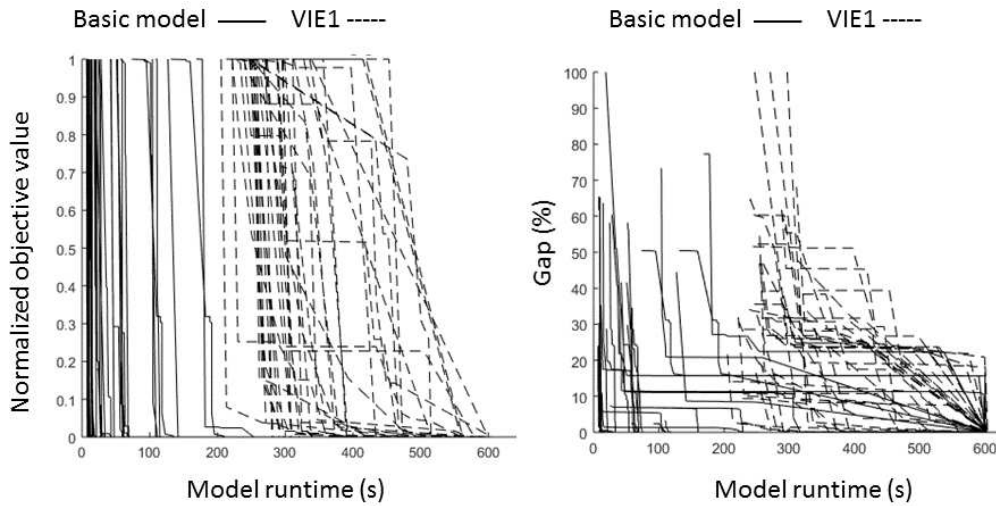 Basic model —— VIE1 -----
Normalized objective value
1
0.9
0.8
0.7
0.6
0.5
0.4
0.3
0.2
0.1
0
0 100 200 300 400 500 600
Model runtime (s)
Basic model —— VIE1 -----
Gap (%)
100
90
80
70
60
50
40
30
20
10
0
0 100 200 300 400 500 600
Model runtime (s)